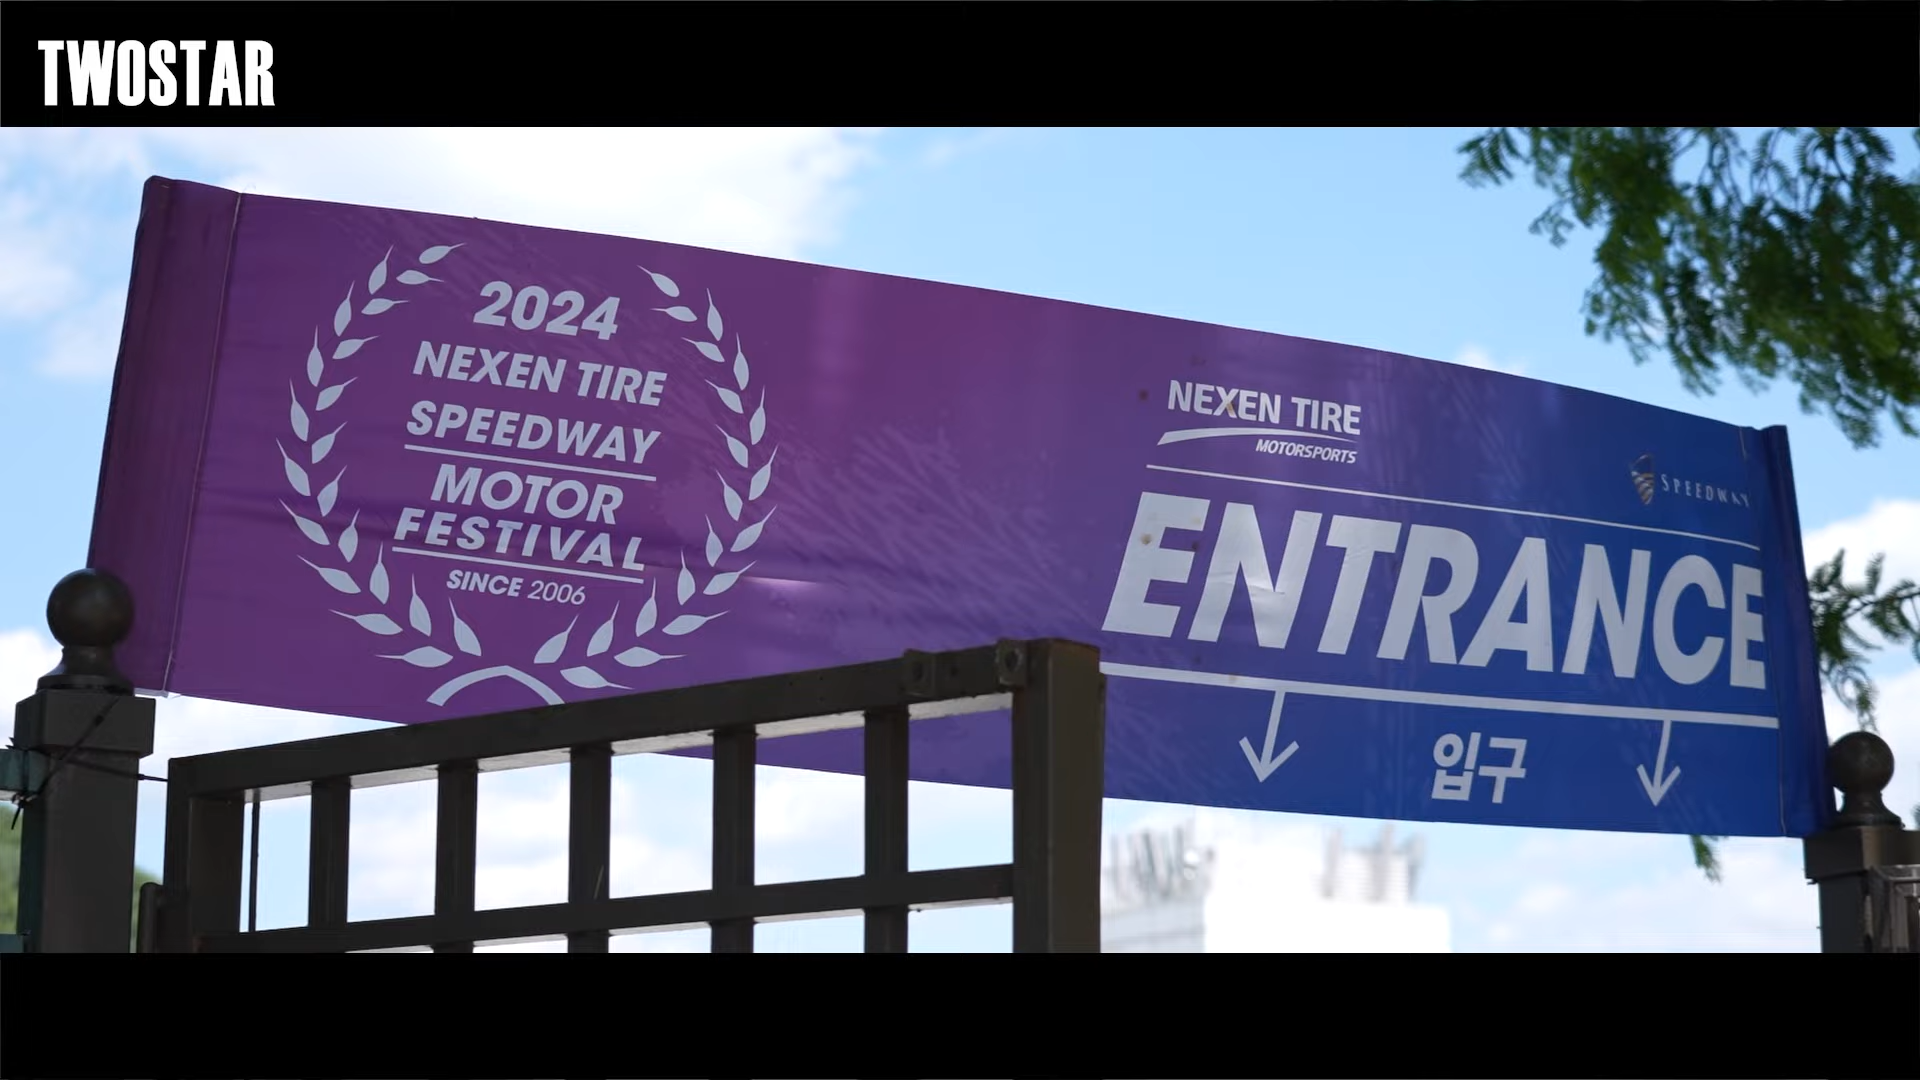 TWOSTAR
2024
NEXEN TIRE
SPEEDWAY
MOTOR
FESTIVAL
SINCE 2006
NEXEN TIRE
MOTORSPORTS
SPEEDWAY
ENTRANCE
입구